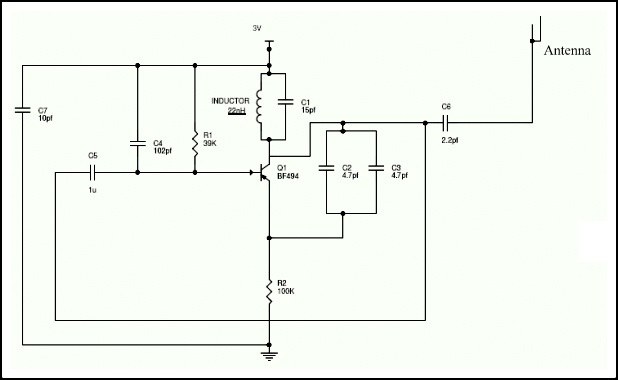 3V
Antenna
C7
10pf
INDUCTOR
22nH
C1
15pf
C6
2.2pf
C4
102pf
R1
39K
C5
1u
Q1
BF494
C2
4.7pf
C3
4.7pf
R2
100K